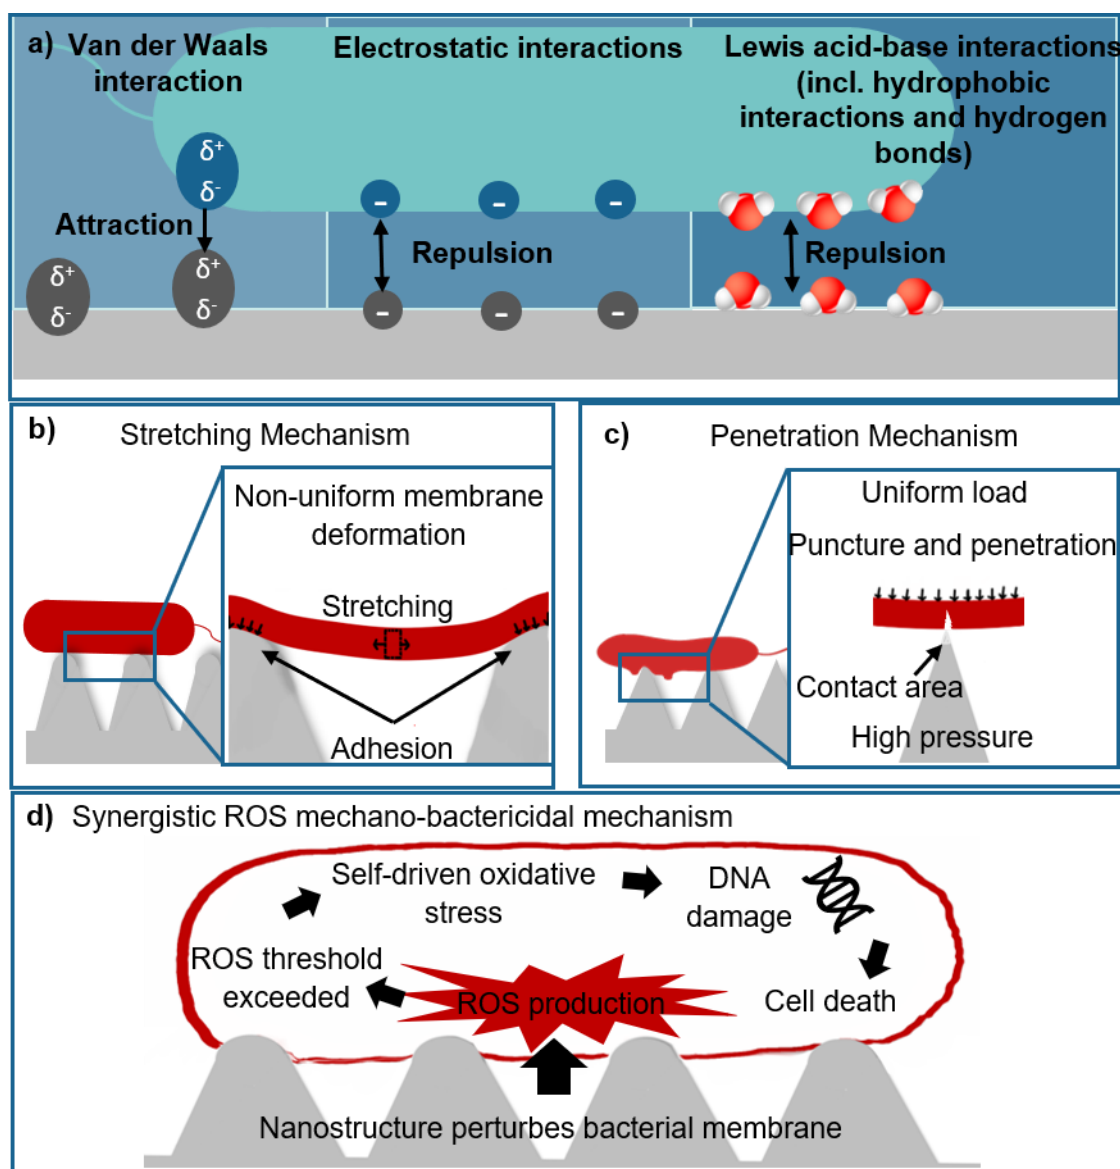 a) Van der Waals
interaction
Electrostatic interactions
Lewis acid-base interactions
(incl. hydrophobic
interactions and hydrogen
bonds)
δ⁺
δ⁻
Attraction
δ⁺
δ⁻
δ⁺
δ⁻
- - -
Repulsion
- - -
Repulsion
b) Stretching Mechanism
Non-uniform membrane
deformation
Stretching
Adhesion
c) Penetration Mechanism
Uniform load
Puncture and penetration
Contact area
High pressure
d) Synergistic ROS mechano-bactericidal mechanism
Self-driven oxidative
stress
DNA
damage
ROS threshold
exceeded
ROS production
Cell death
Nanostructure perturbes bacterial membrane